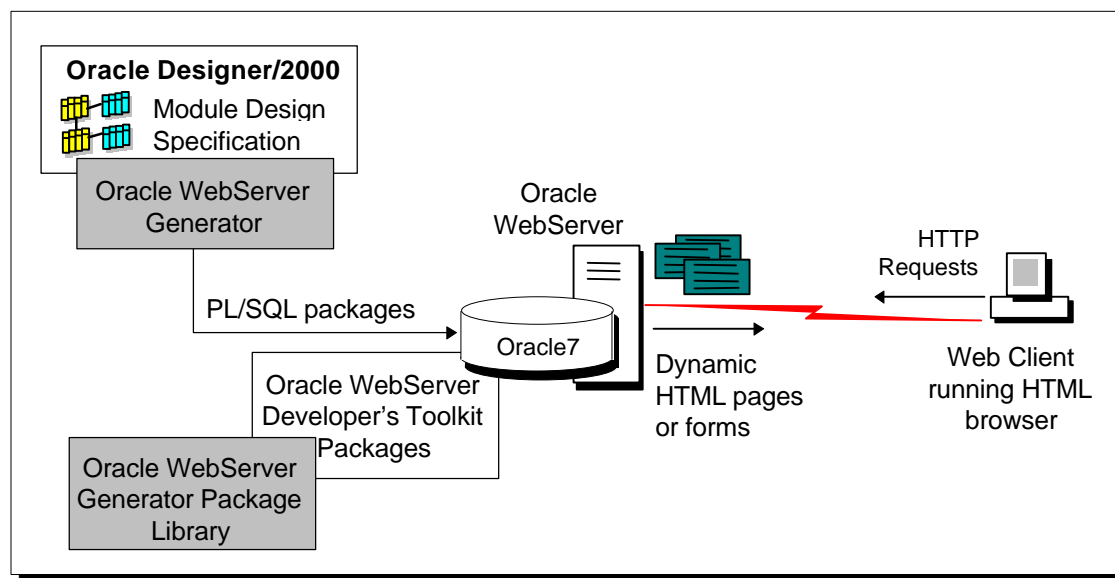 Oracle Designer/2000
Module Design
Specification
Oracle WebServer
Generator
PL/SQL packages
Oracle WebServer
Developer's Toolkit
Packages
Oracle WebServer
Generator Package
Library
Oracle
WebServer
Oracle7
Dynamic
HTML pages
or forms
HTTP
Requests
Web Client
running HTML
browser